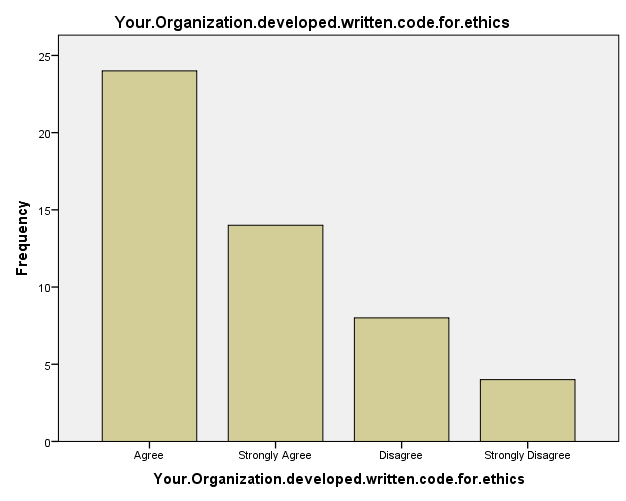 Your.Organization.developed.written.code.for.ethics
25
20
15
10
5
0
Frequency
Agree
Strongly Agree
Disagree
Strongly Disagree
Your.Organization.developed.written.code.for.ethics